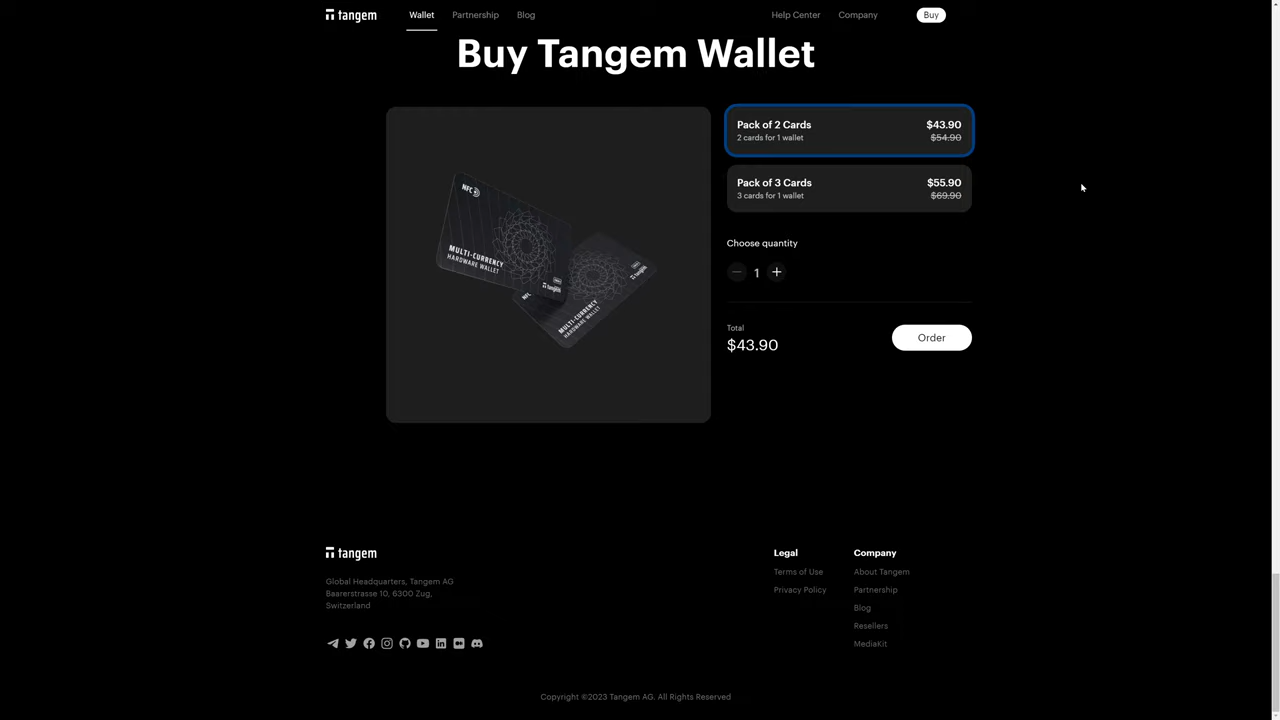 tangem
Wallet
Partnership
Blog
Help Center
Company
Buy
Buy Tangem Wallet
NFC
MULTI-CURRENCY
HARDWARE WALLET
tangem
NFC
MULTI-CURRENCY
HARDWARE WALLET
tangem
Pack of 2 Cards
$43.90
2 cards for 1 wallet
$54.90
Pack of 3 Cards
$55.90
3 cards for 1 wallet
$69.90
Choose quantity
1
Total
$43.90
Order
tangem
Global Headquarters, Tangem AG
Baarerstrasse 10, 6300 Zug,
Switzerland
Legal
Terms of Use
Privacy Policy
Company
About Tangem
Partnership
Blog
Resellers
MediaKit
Copyright ©2023 Tangem AG. All Rights Reserved